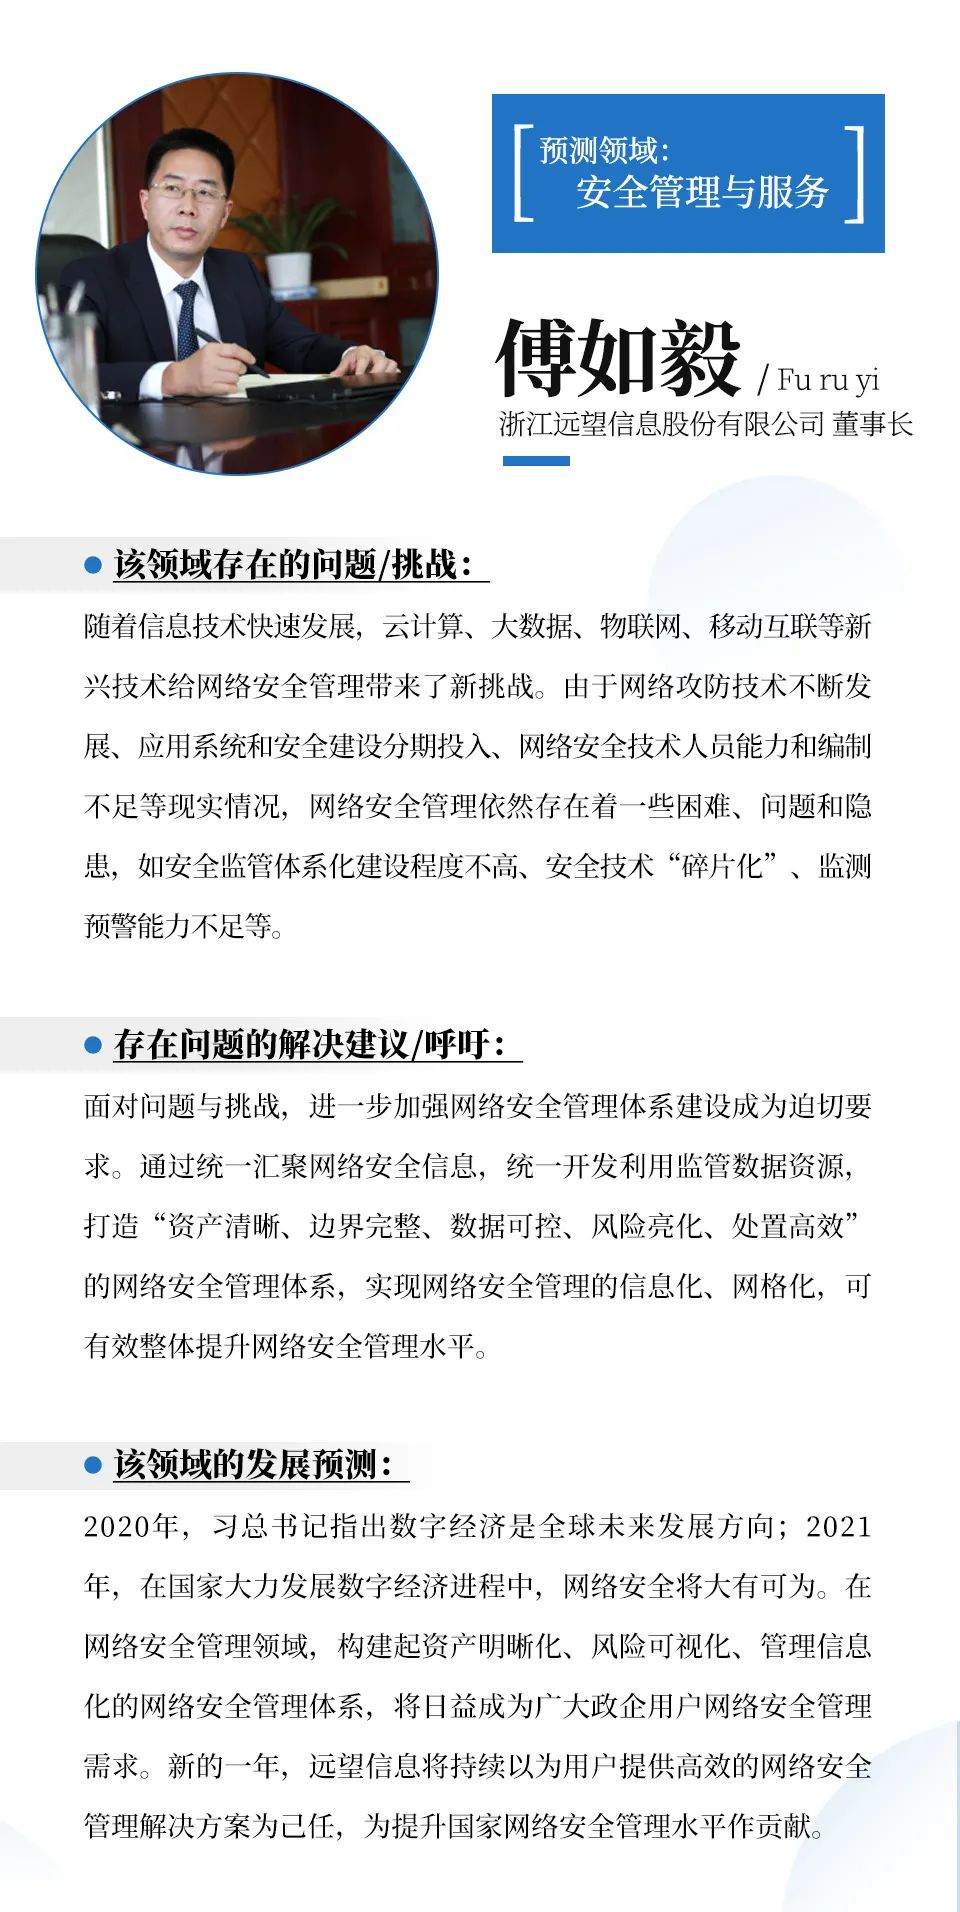 预测领域：
安全管理与服务
傅如毅 / Fu ru yi
浙江远望信息股份有限公司 董事长
该领域存在的问题/挑战：
随着信息技术快速发展，云计算、大数据、物联网、移动互联等新
兴技术给网络安全管理带来了新挑战。由于网络攻防技术不断发
展、应用系统和安全建设分期投入、网络安全技术人员能力和编制
不足等现实情况，网络安全管理依然存在着一些困难、问题和隐
患，如安全监管体系化建设程度不高、安全技术“碎片化”、监测
预警能力不足等。
存在问题的解决建议/呼吁：
面对问题与挑战，进一步加强网络安全管理体系建设成为迫切要
求。通过统一汇聚网络安全信息，统一开发利用监管数据资源，
打造“资产清晰、边界完整、数据可控、风险亮化、处置高效”
的网络安全管理体系，实现网络安全管理的信息化、网格化，可
有效整体提升网络安全管理水平。
该领域的发展预测：
2020年，习总书记指出数字经济是全球未来发展方向；2021
年，在国家大力发展数字经济进程中，网络安全将大有可为。在
网络安全管理领域，构建起资产明晰化、风险可视化、管理信息
化的网络安全管理体系，将日益成为广大政企用户网络安全管理
需求。新的一年，远望信息将持续以为用户提供高效的网络安全
管理解决方案为己任，为提升国家网络安全管理水平作贡献。